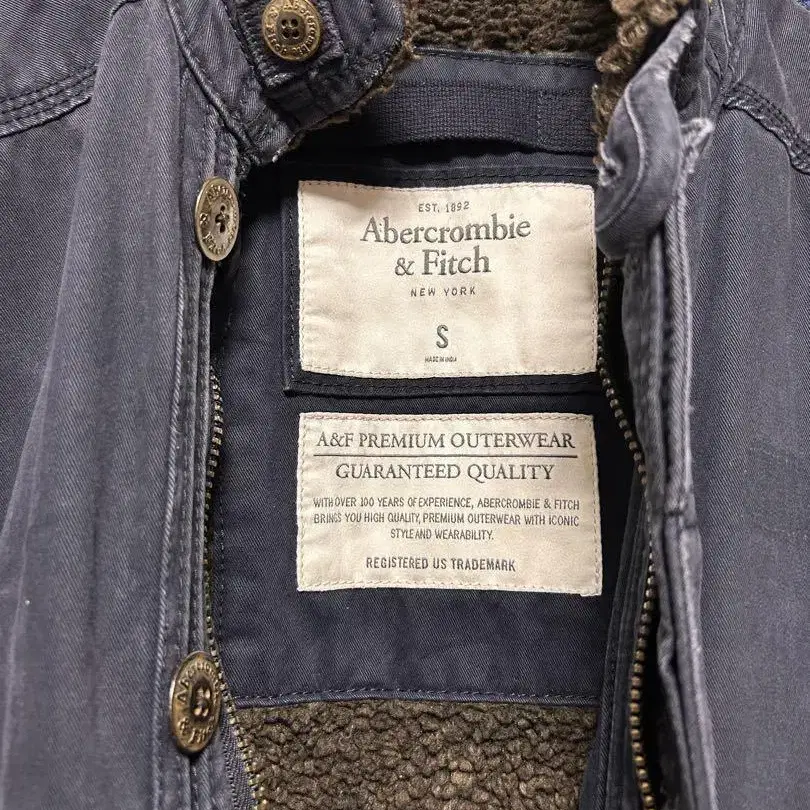 Abercrombie
EST. 1892
Abercrombie
& Fitch
NEW YORK
S
MADE IN INDIA
A&F PREMIUM OUTERWEAR
GUARANTEED QUALITY
WITH OVER 100 YEARS OF EXPERIENCE, ABERCROMBIE & FITCH
BRINGS YOU HIGH QUALITY, PREMIUM OUTERWEAR WITH ICONIC
STYLE AND WEARABILITY.
REGISTERED US TRADEMARK